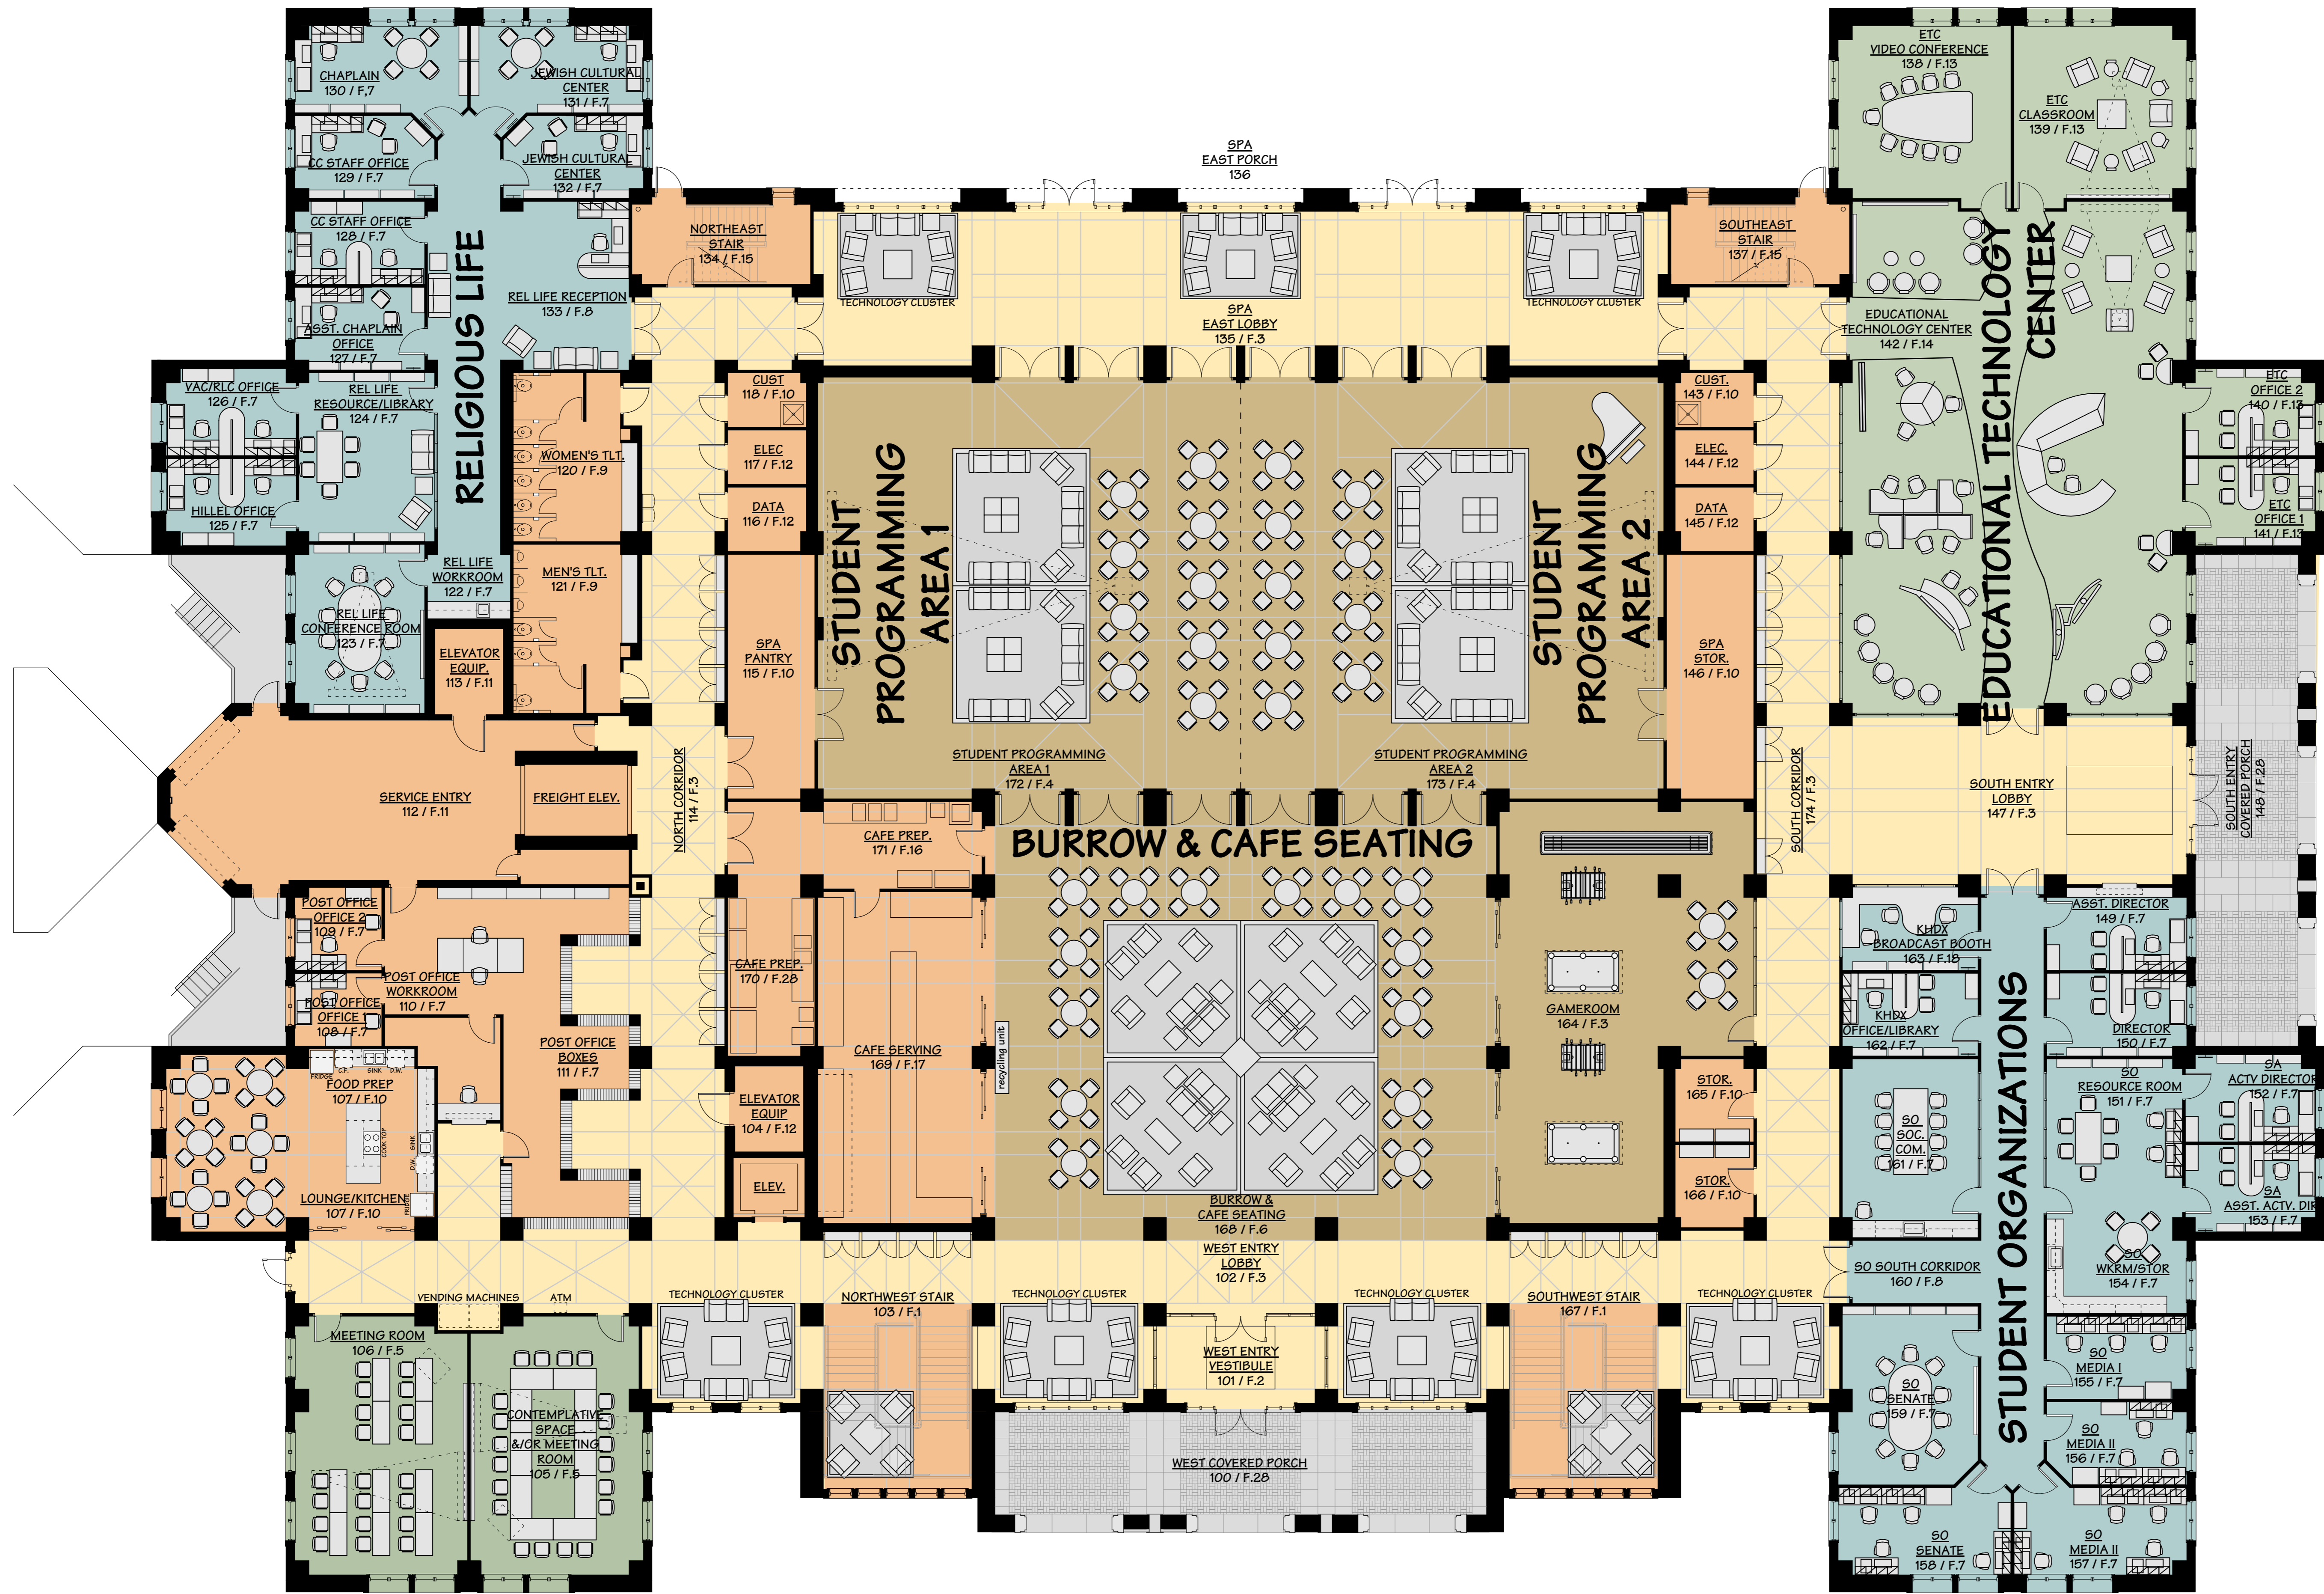 CHAPLAIN
130 / F,7
JEWISH CULTURAL
CENTER
131 / F.7
CC STAFF OFFICE
129 / F.7
JEWISH CULTURAL
CENTER
132 / F.7
CC STAFF OFFICE
128 / F.7
ASST. CHAPLAIN
OFFICE
127 / F.7
REL LIFE RECEPTION
133 / F.8
RELIGIOUS LIFE
VAC/RLC OFFICE
126 / F.7
REL LIFE
RESOURCE/LIBRARY
124 / F.7
HILLEL OFFICE
125 / F.7
REL LIFE
WORKROOM
122 / F.7
REL LIFE
CONFERENCE ROOM
123 / F.7
ELEVATOR
EQUIP.
113 / F.11
WOMEN'S TLT.
120 / F.9
MEN'S TLT.
121 / F.9
NORTHEAST
STAIR
134 / F.15
CUST
118 / F.10
ELEC
117 / F.12
DATA
116 / F.12
SPA
PANTRY
115 / F.10
NORTH CORRIDOR
114 / F.3
SERVICE ENTRY
112 / F.11
FREIGHT ELEV.
SPA
EAST PORCH
136
TECHNOLOGY CLUSTER
SPA
EAST LOBBY
135 / F.3
TECHNOLOGY CLUSTER
STUDENT
PROGRAMMING
AREA 1
STUDENT
PROGRAMMING
AREA 2
STUDENT PROGRAMMING
AREA 1
172 / F.4
STUDENT PROGRAMMING
AREA 2
173 / F.4
SOUTHEAST
STAIR
137 / F.15
CUST.
143 / F.10
ELEC.
144 / F.12
DATA
145 / F.12
SPA
STOR.
146 / F.10
SOUTH CORRIDOR
174 / F.3
ETC
VIDEO CONFERENCE
138 / F.13
ETC
CLASSROOM
139 / F.13
EDUCATIONAL
TECHNOLOGY CENTER
142 / F.14
EDUCATIONAL TECHNOLOGY
CENTER
ETC
OFFICE 2
140 / F.13
ETC
OFFICE 1
141 / F.13
SOUTH ENTRY
LOBBY
147 / F.3
SOUTH ENTRY
COVERED PORCH
148 / F.28
POST OFFICE
OFFICE 2
109 / F.7
POST OFFICE
WORKROOM
110 / F.7
POST OFFICE
OFFICE 1
108 / F.7
POST OFFICE
BOXES
111 / F.7
FRIDGE
C.F.
SINK
D.W.
FOOD PREP
107 / F.10
COOK TOP
SINK
D.W.
FRIDGE
LOUNGE/KITCHEN
107 / F.10
CAFE PREP.
171 / F.16
CAFE PREP.
170 / F.28
CAFE SERVING
169 / F.17
ELEVATOR
EQUIP
104 / F.12
ELEV.
BURROW & CAFE SEATING
recycling unit
BURROW &
CAFE SEATING
168 / F.6
GAMEROOM
164 / F.3
STOR.
165 / F.10
STOR.
166 / F.10
KHDX
BROADCAST BOOTH
163 / F.18
ASST. DIRECTOR
149 / F.7
KHDX
OFFICE/LIBRARY
162 / F.7
DIRECTOR
150 / F.7
SO
SOC.
COM.
161 / F.7
SO
RESOURCE ROOM
151 / F.7
SA
ACTV DIRECTOR
152 / F.7
SA
ASST. ACTV. DIR
153 / F.7
STUDENT ORGANIZATIONS
SO SOUTH CORRIDOR
160 / F.8
SO
WKRM/STOR
154 / F.7
SO
MEDIA I
155 / F.7
SO
SENATE
159 / F.7
SO
MEDIA II
156 / F.7
SO
SENATE
158 / F.7
SO
MEDIA II
157 / F.7
VENDING MACHINES
ATM
MEETING ROOM
106 / F.5
CONTEMPLATIVE
SPACE
&/OR MEETING
ROOM
105 / F.5
TECHNOLOGY CLUSTER
NORTHWEST STAIR
103 / F.1
TECHNOLOGY CLUSTER
WEST ENTRY
LOBBY
102 / F.3
WEST ENTRY
VESTIBULE
101 / F.2
TECHNOLOGY CLUSTER
SOUTHWEST STAIR
167 / F.1
TECHNOLOGY CLUSTER
WEST COVERED PORCH
100 / F.28